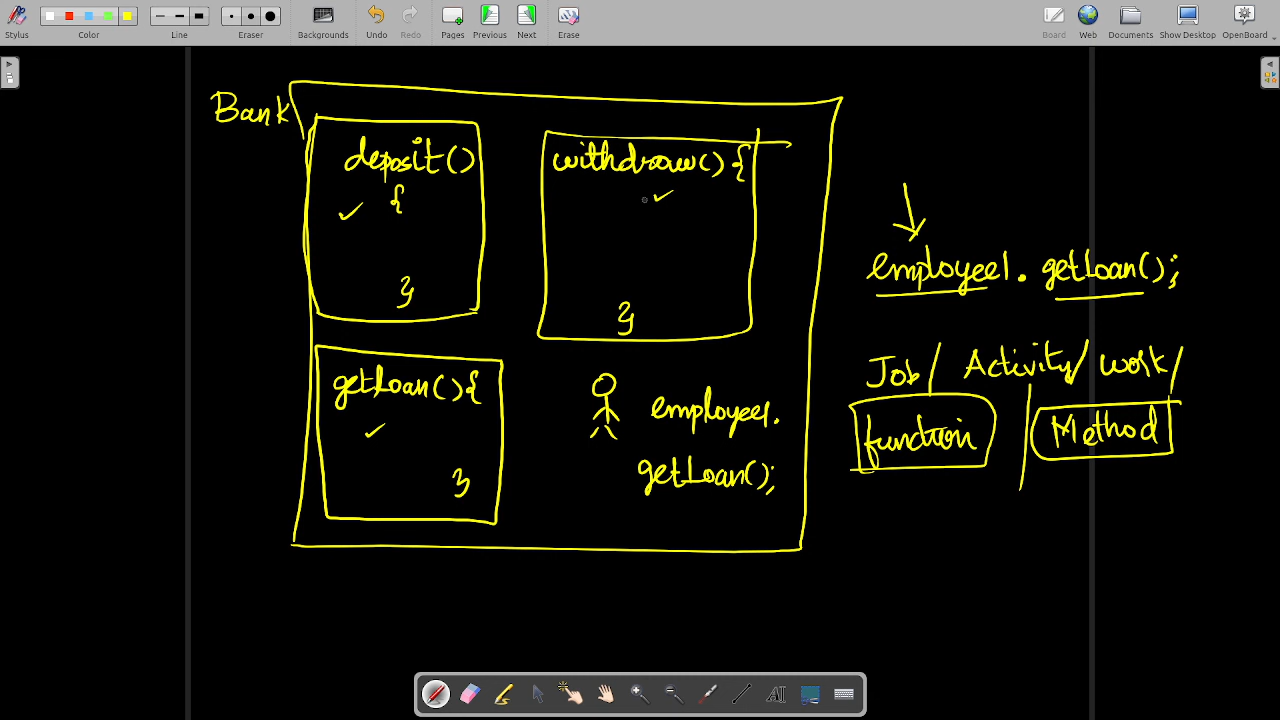 Stylus
Color
Line
Eraser
Backgrounds
Undo
Redo
Pages
Previous
Next
Erase
Board
Web
Documents
Show Desktop
OpenBoard
Bank
deposit()
{
}
withdraw() {
}
getLoan() {
}
employee1.
getLoan();
employee1. getLoan();
Job / Activity / work /
function / Method
AI